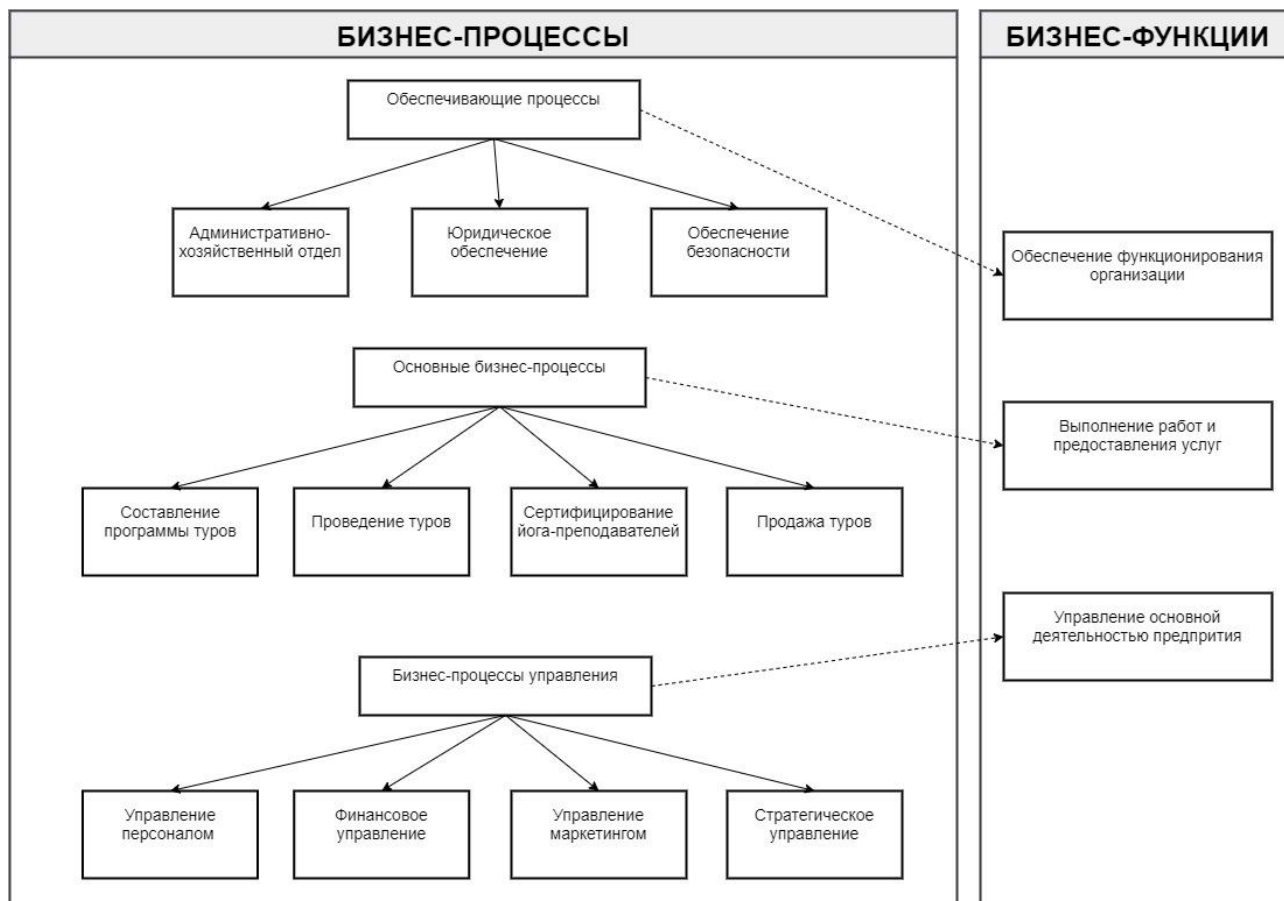 БИЗНЕС-ПРОЦЕССЫ
БИЗНЕС-ФУНКЦИИ
Обеспечивающие процессы
Административно-
хозяйственный отдел
Юридическое
обеспечение
Обеспечение
безопасности
Обеспечение функционирования
организации
Основные бизнес-процессы
Выполнение работ и
предоставления услуг
Составление
программы туров
Проведение туров
Сертифицирование
йога-преподавателей
Продажа туров
Управление основной
деятельностью предпрития
Бизнес-процессы управления
Управление
персоналом
Финансовое
управление
Управление
маркетингом
Стратегическое
управление